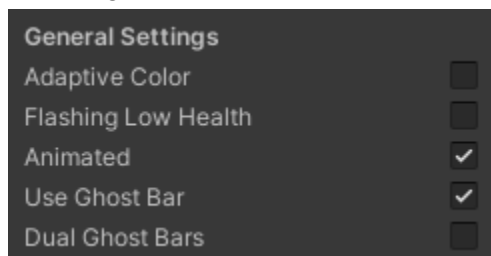 General Settings
Adaptive Color
Flashing Low Health
Animated
Use Ghost Bar
Dual Ghost Bars